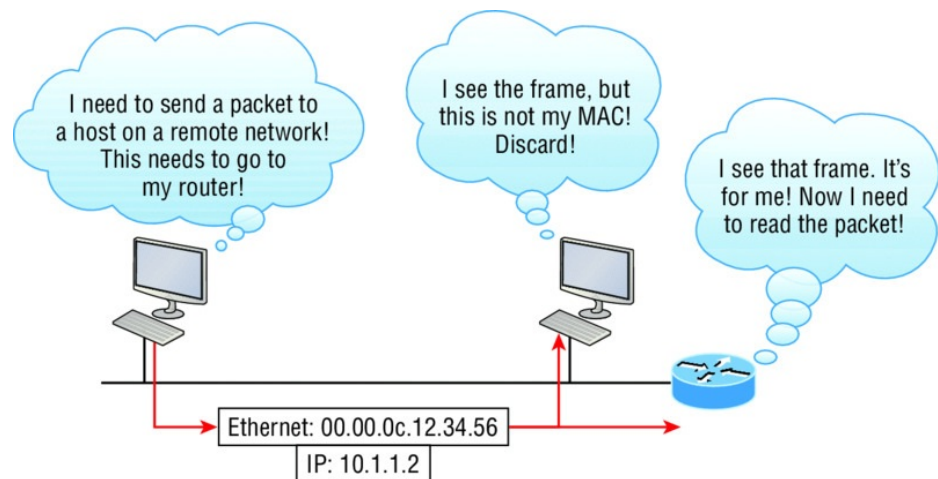 I need to send a packet to
a host on a remote network!
This needs to go to
my router!
I see the frame, but
this is not my MAC!
Discard!
I see that frame. It’s
for me! Now I need
to read the packet!
Ethernet: 00.00.0c.12.34.56
IP: 10.1.1.2